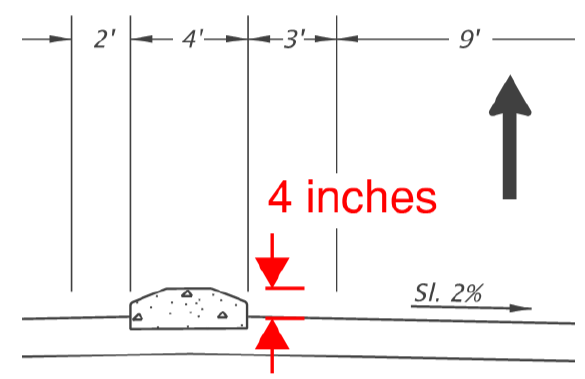 2' 4' 3' 9'
4 inches
Sl. 2%